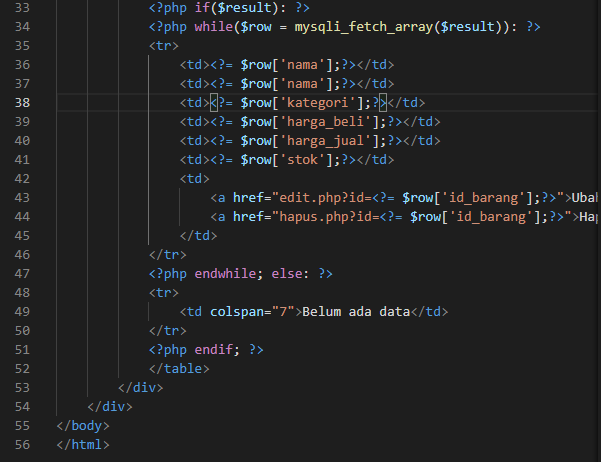 33 <?php if($result): ?>
34 <?php while($row = mysqli_fetch_array($result)): ?>
35 <tr>
36 <td><?= $row['nama'];?></td>
37 <td><?= $row['nama'];?></td>
38 <td><?= $row['kategori'];?></td>
39 <td><?= $row['harga_beli'];?></td>
40 <td><?= $row['harga_jual'];?></td>
41 <td><?= $row['stok'];?></td>
42 <td>
43 <a href="edit.php?id=<?= $row['id_barang'];?>">Uba
44 <a href="hapus.php?id=<?= $row['id_barang'];?>">Hap
45 </td>
46 </tr>
47 <?php endwhile; else: ?>
48 <tr>
49 <td colspan="7">Belum ada data</td>
50 </tr>
51 <?php endif; ?>
52 </table>
53 </div>
54 </div>
55 </body>
56 </html>